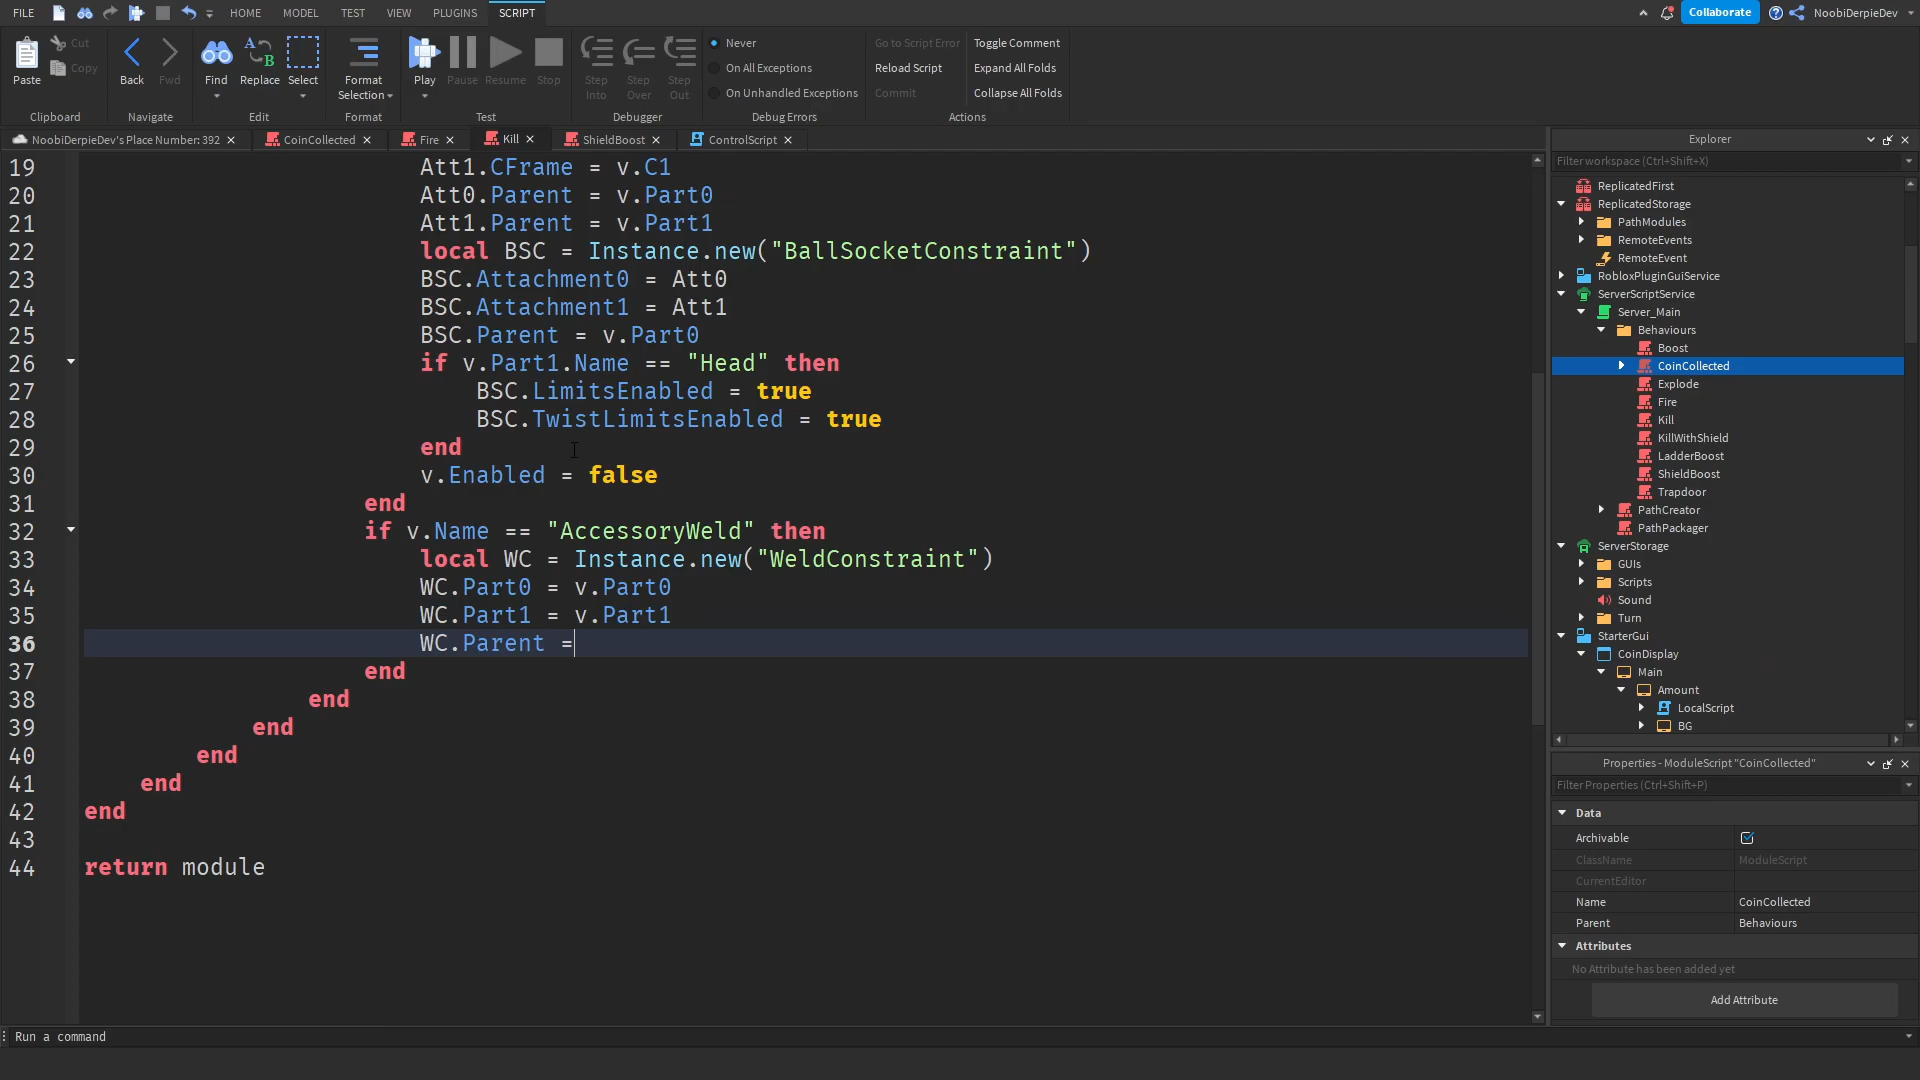 FILE HOME MODEL TEST VIEW PLUGINS SCRIPT Collaborate NoobiDerpieDev
Paste Cut Copy Clipboard
Back Fwd Navigate
Find Replace Select Edit
Format Selection Format
Play Pause Resume Stop Test
Step Into Step Over Step Out Debugger
Never
On All Exceptions
On Unhandled Exceptions
Debug Errors
Go to Script Error Toggle Comment
Reload Script Expand All Folds
Commit Collapse All Folds
Actions
NoobiDerpieDev's Place Number: 392 CoinCollected Fire Kill ShieldBoost ControlScript
19 Att1.CFrame = v.C1
20 Att0.Parent = v.Part0
21 Att1.Parent = v.Part1
22 local BSC = Instance.new("BallSocketConstraint")
23 BSC.Attachment0 = Att0
24 BSC.Attachment1 = Att1
25 BSC.Parent = v.Part0
26 if v.Part1.Name == "Head" then
27 BSC.LimitsEnabled = true
28 BSC.TwistLimitsEnabled = true
29 end
30 v.Enabled = false
31 end
32 if v.Name == "AccessoryWeld" then
33 local WC = Instance.new("WeldConstraint")
34 WC.Part0 = v.Part0
35 WC.Part1 = v.Part1
36 WC.Parent =
37 end
38 end
39 end
40 end
41 end
42 end
43
44 return module
Run a command
Explorer
Filter workspace (Ctrl+Shift+X)
ReplicatedFirst
ReplicatedStorage
PathModules
RemoteEvents
RemoteEvent
RobloxPluginGuiService
ServerScriptService
Server_Main
Behaviours
Boost
CoinCollected
Explode
Fire
Kill
KillWithShield
LadderBoost
ShieldBoost
Trapdoor
PathCreator
PathPackager
ServerStorage
GUIs
Scripts
Sound
Turn
StarterGui
CoinDisplay
Main
Amount
LocalScript
BG
Properties - ModuleScript "CoinCollected"
Filter Properties (Ctrl+Shift+P)
Data
Archivable
ClassName ModuleScript
CurrentEditor
Name CoinCollected
Parent Behaviours
Attributes
No Attribute has been added yet
Add Attribute